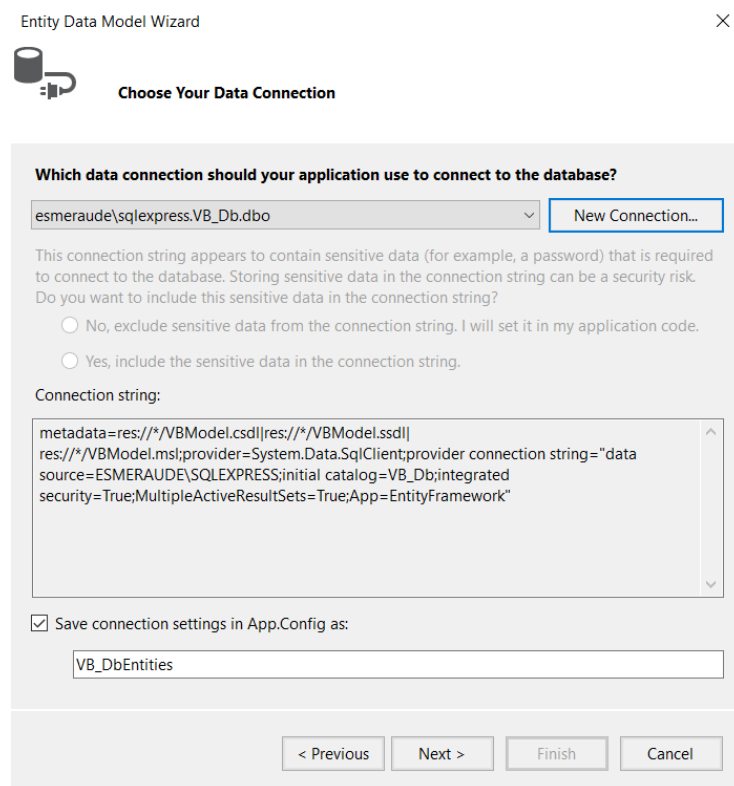 Entity Data Model Wizard
Choose Your Data Connection
Which data connection should your application use to connect to the database?
esmeraude\sqlexpress.VB_Db.dbo
New Connection...
This connection string appears to contain sensitive data (for example, a password) that is required
to connect to the database. Storing sensitive data in the connection string can be a security risk.
Do you want to include this sensitive data in the connection string?
No, exclude sensitive data from the connection string. I will set it in my application code.
Yes, include the sensitive data in the connection string.
Connection string:
metadata=res://*/VBModel.csdl|res://*/VBModel.ssdl|
res://*/VBModel.msl;provider=System.Data.SqlClient;provider connection string="data
source=ESMERAUDE\SQLEXPRESS;initial catalog=VB_Db;integrated
security=True;MultipleActiveResultSets=True;App=EntityFramework"
Save connection settings in App.Config as:
VB_DbEntities
< Previous
Next >
Finish
Cancel